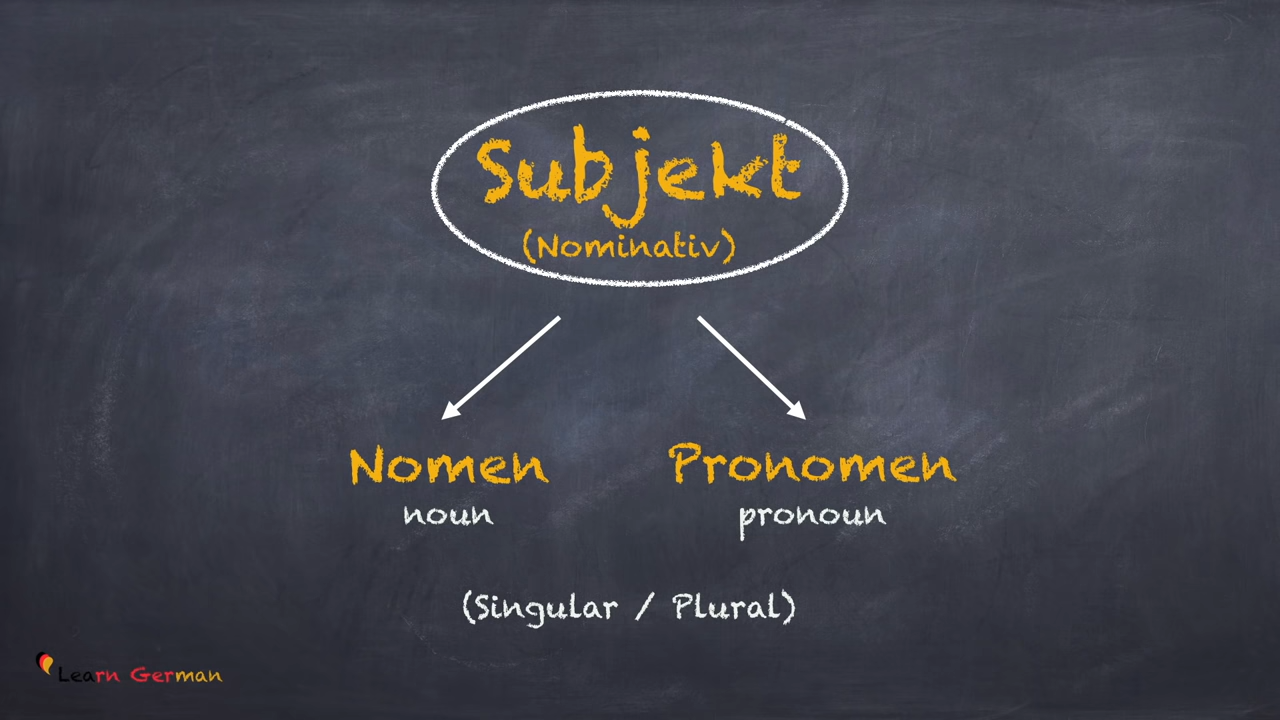 Subjekt
(Nominativ)
Nomen Pronomen
noun pronoun
(Singular / Plural)
Learn German